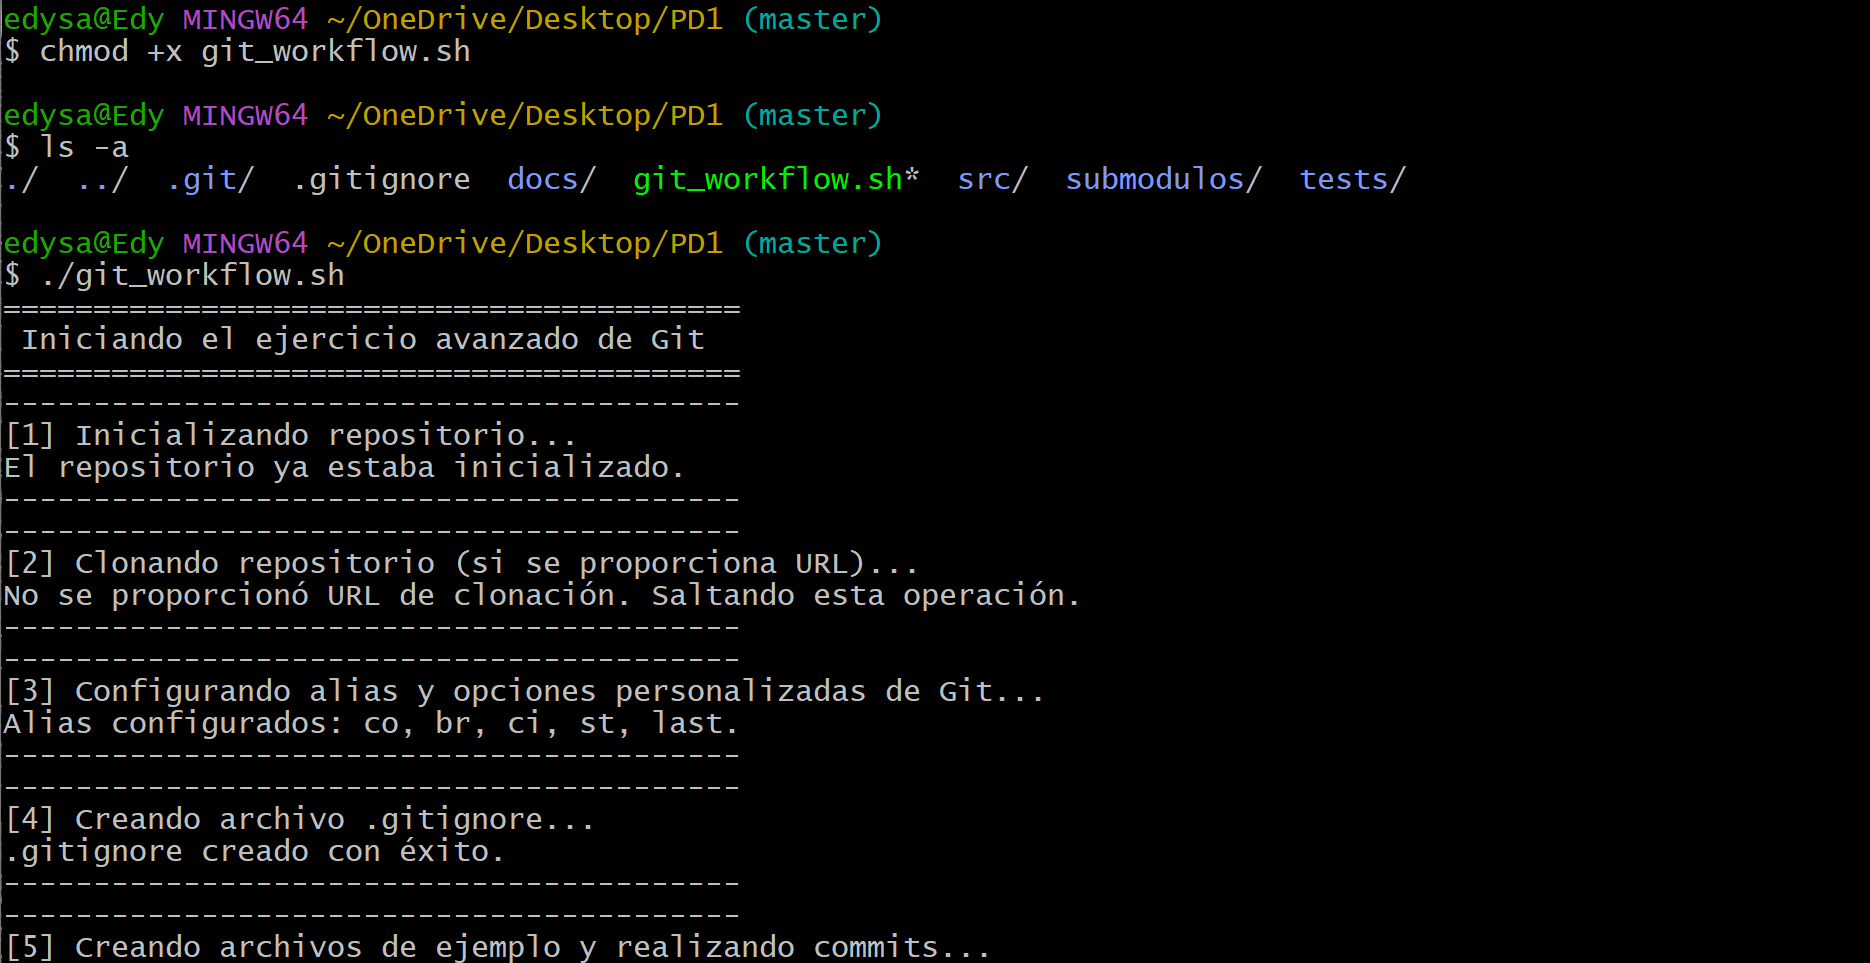 edysa@Edy MINGW64 ~/OneDrive/Desktop/PD1 (master)
$ chmod +x git_workflow.sh
edysa@Edy MINGW64 ~/OneDrive/Desktop/PD1 (master)
$ ls -a
./  ../  .git/  .gitignore  docs/  git_workflow.sh*  src/  submodulos/  tests/
edysa@Edy MINGW64 ~/OneDrive/Desktop/PD1 (master)
$ ./git_workflow.sh
=========================================
 Iniciando el ejercicio avanzado de Git
=========================================
-----------------------------------------
[1] Inicializando repositorio...
El repositorio ya estaba inicializado.
-----------------------------------------
-----------------------------------------
[2] Clonando repositorio (si se proporciona URL)...
No se proporcionó URL de clonación. Saltando esta operación.
-----------------------------------------
-----------------------------------------
[3] Configurando alias y opciones personalizadas de Git...
Alias configurados: co, br, ci, st, last.
-----------------------------------------
-----------------------------------------
[4] Creando archivo .gitignore...
.gitignore creado con éxito.
-----------------------------------------
-----------------------------------------
[5] Creando archivos de ejemplo y realizando commits...